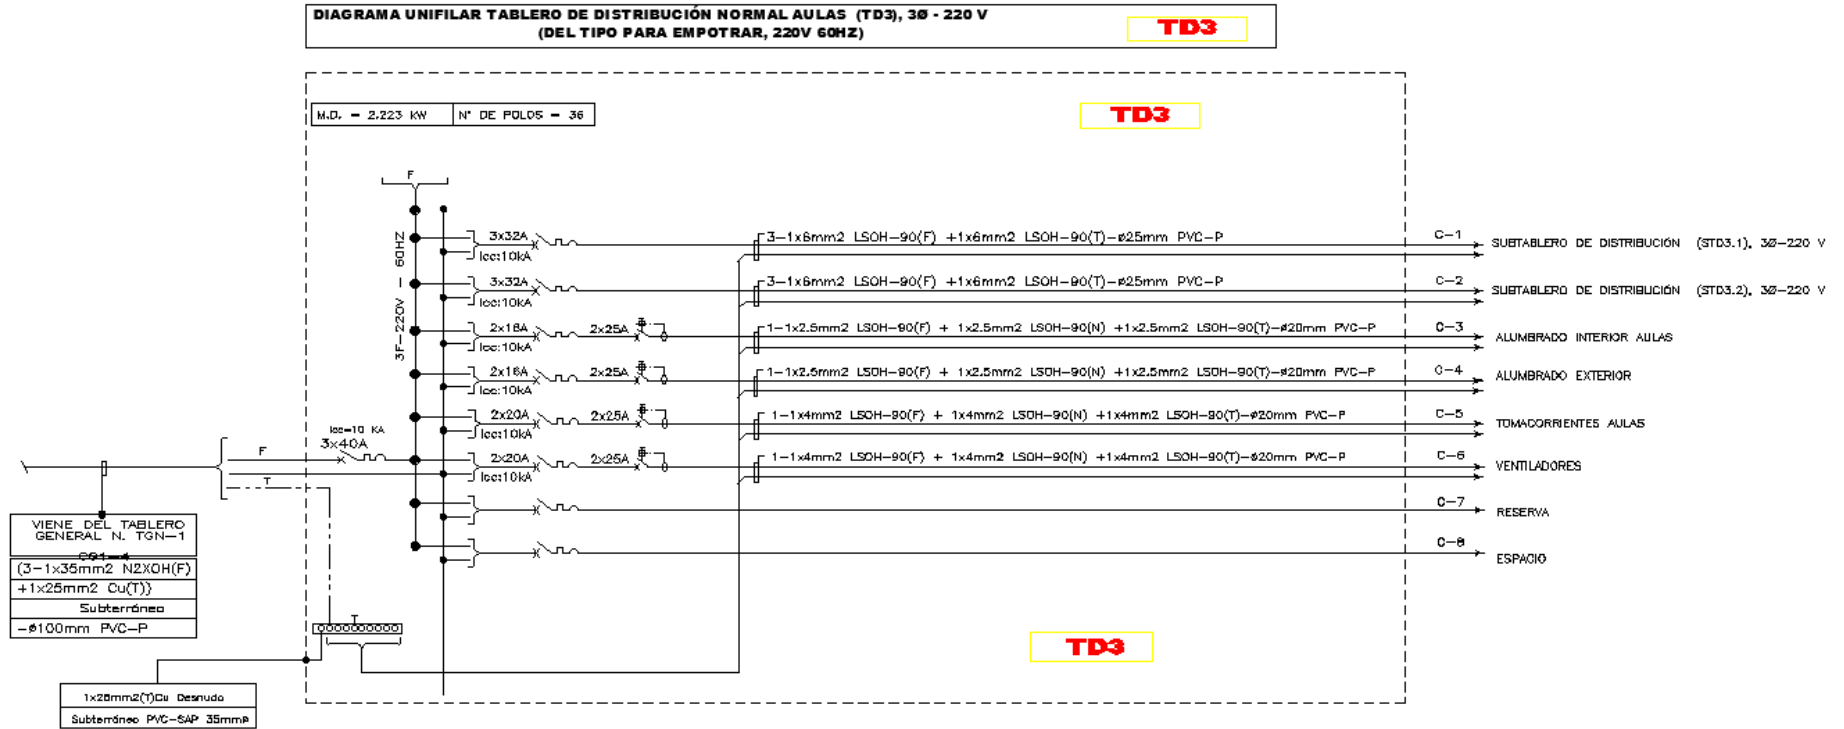 DIAGRAMA UNIFILAR TABLERO DE DISTRIBUCIÓN NORMAL AULAS (TD3), 3Ø - 220 V
(DEL TIPO PARA EMPOTRAR, 220V 60HZ)
TD3
M.D. = 2.223 KW
N° DE POLOS = 36
TD3
F
3F-220V - 60HZ
3x32A
Icc:10kA
3-1x6mm2 LSOH-90(F) +1x6mm2 LSOH-90(T)-ø25mm PVC-P
C-1
SUBTABLERO DE DISTRIBUCIÓN (STD3.1), 3Ø-220 V
3x32A
Icc:10kA
3-1x6mm2 LSOH-90(F) +1x6mm2 LSOH-90(T)-ø25mm PVC-P
C-2
SUBTABLERO DE DISTRIBUCIÓN (STD3.2), 3Ø-220 V
2x16A
Icc:10kA
2x25A
1-1x2.5mm2 LSOH-90(F) + 1x2.5mm2 LSOH-90(N) +1x2.5mm2 LSOH-90(T)-ø20mm PVC-P
C-3
ALUMBRADO INTERIOR AULAS
2x16A
Icc:10kA
2x25A
1-1x2.5mm2 LSOH-90(F) + 1x2.5mm2 LSOH-90(N) +1x2.5mm2 LSOH-90(T)-ø20mm PVC-P
C-4
ALUMBRADO EXTERIOR
2x20A
Icc:10kA
2x25A
1-1x4mm2 LSOH-90(F) + 1x4mm2 LSOH-90(N) +1x4mm2 LSOH-90(T)-ø20mm PVC-P
C-5
TOMACORRIENTES AULAS
2x20A
Icc:10kA
2x25A
1-1x4mm2 LSOH-90(F) + 1x4mm2 LSOH-90(N) +1x4mm2 LSOH-90(T)-ø20mm PVC-P
C-6
VENTILADORES
C-7
RESERVA
C-8
ESPACIO
Icc=10 KA
3x40A
F
T
VIENE DEL TABLERO
GENERAL N. TGN-1
(3-1x35mm2 N2XOH(F)
+1x25mm2 Cu(T))
Subterráneo
-ø100mm PVC-P
T
TD3
(T)Cu Desnudo
Subterráneo PVC-SAP 35mmø